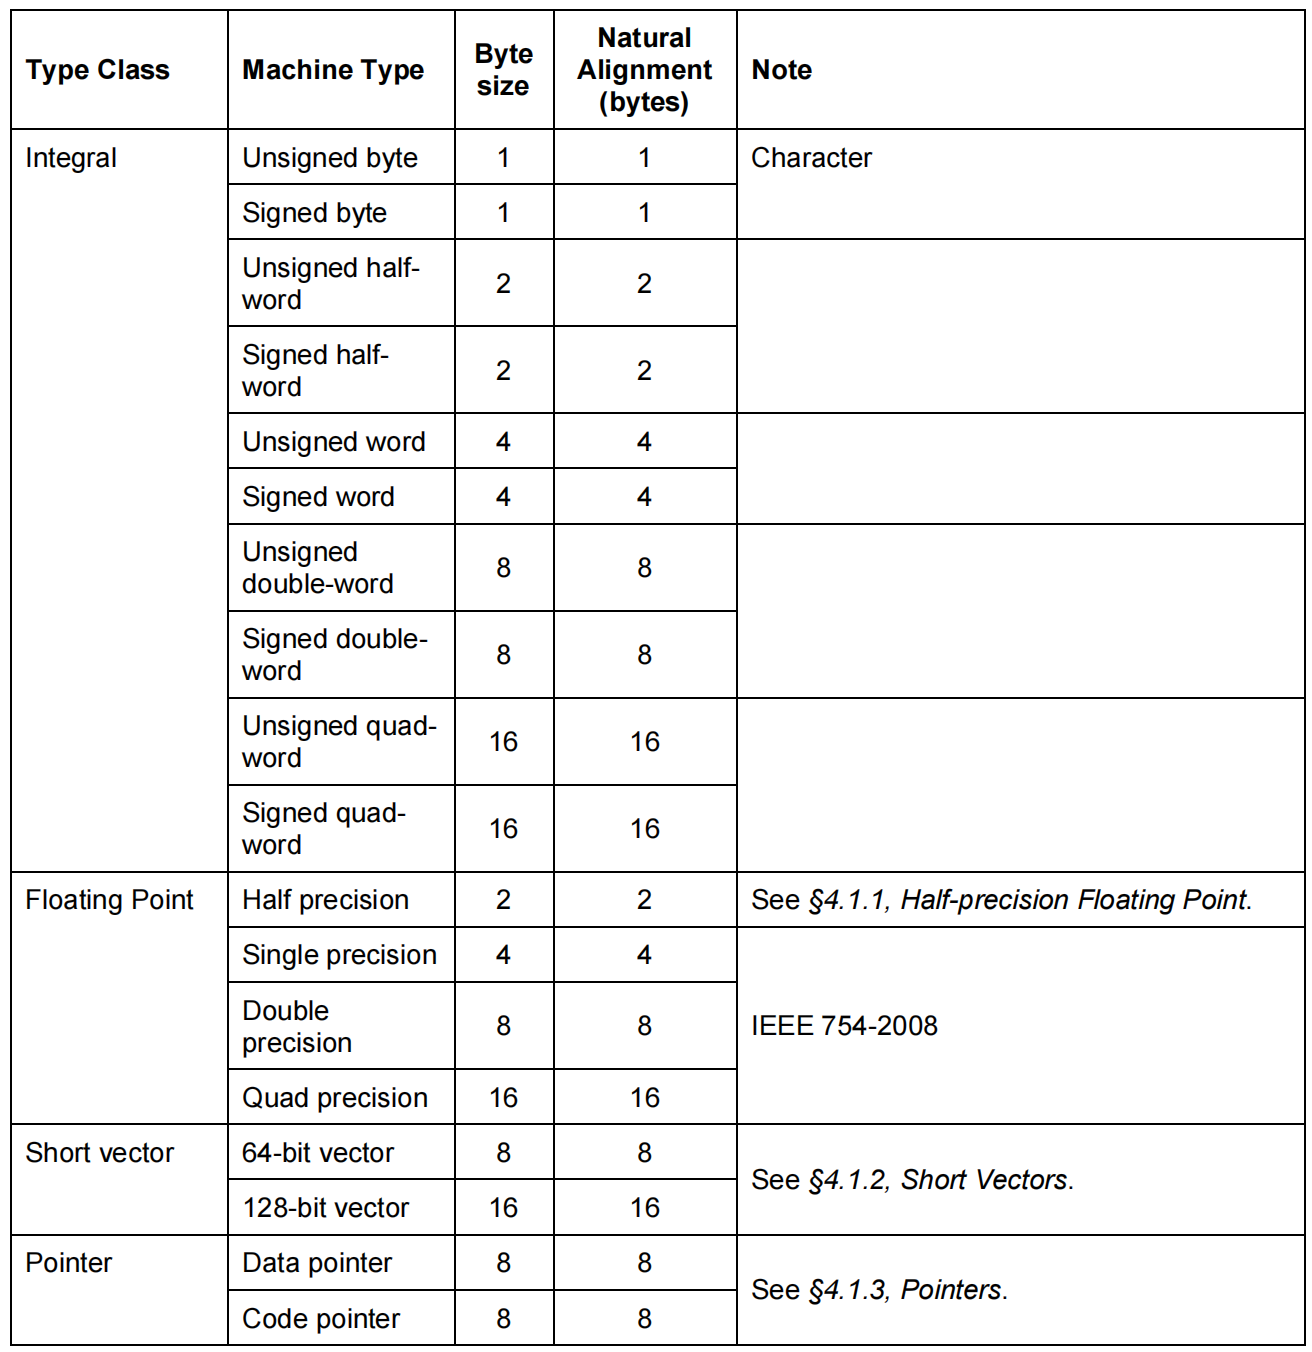 Type Class Machine Type Byte size Natural Alignment (bytes) Note
Integral Unsigned byte 1 1 Character
Signed byte 1 1
Unsigned half-
word 2 2
Signed half-
word 2 2
Unsigned word 4 4
Signed word 4 4
Unsigned
double-word 8 8
Signed double-
word 8 8
Unsigned quad-
word 16 16
Signed quad-
word 16 16
Floating Point Half precision 2 2 See §4.1.1, Half-precision Floating Point.
Single precision 4 4
Double
precision 8 8 IEEE 754-2008
Quad precision 16 16
Short vector 64-bit vector 8 8
See §4.1.2, Short Vectors.
128-bit vector 16 16
Pointer Data pointer 8 8
See §4.1.3, Pointers.
Code pointer 8 8